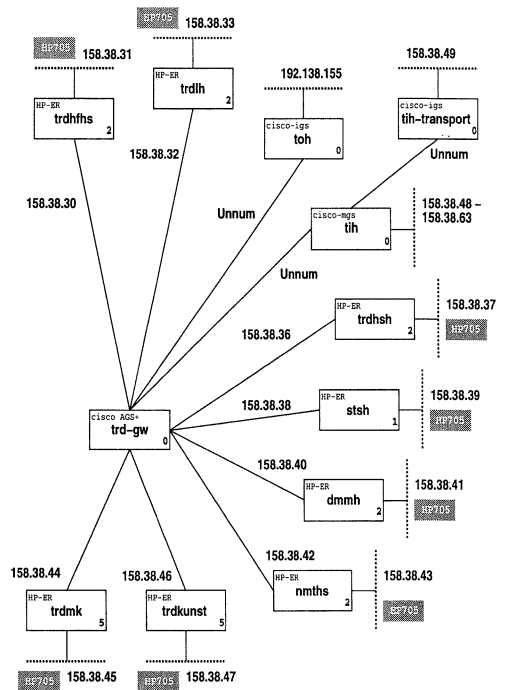 HP705 158.38.33
HP705 158.38.31
158.38.49
192.138.155
HP-ER
trdhfhs
2
HP-ER
trdlh
2
cisco-igs
toh
0
cisco-igs
tih-transport
0
158.38.32
Unnum
158.38.30
Unnum
cisco-mgs
tih
0
158.38.48 –
158.38.63
Unnum
158.38.36
HP-ER
trdhsh
2
158.38.37
HP705
158.38.38
HP-ER
stsh
1
158.38.39
HP705
cisco AGS+
trd-gw
0
158.38.40
HP-ER
dmmh
2
158.38.41
HP705
158.38.42
HP-ER
nmths
2
158.38.43
HP705
158.38.44
HP-ER
trdmk
5
158.38.46
HP-ER
trdkunst
5
HP705 158.38.45
HP705 158.38.47